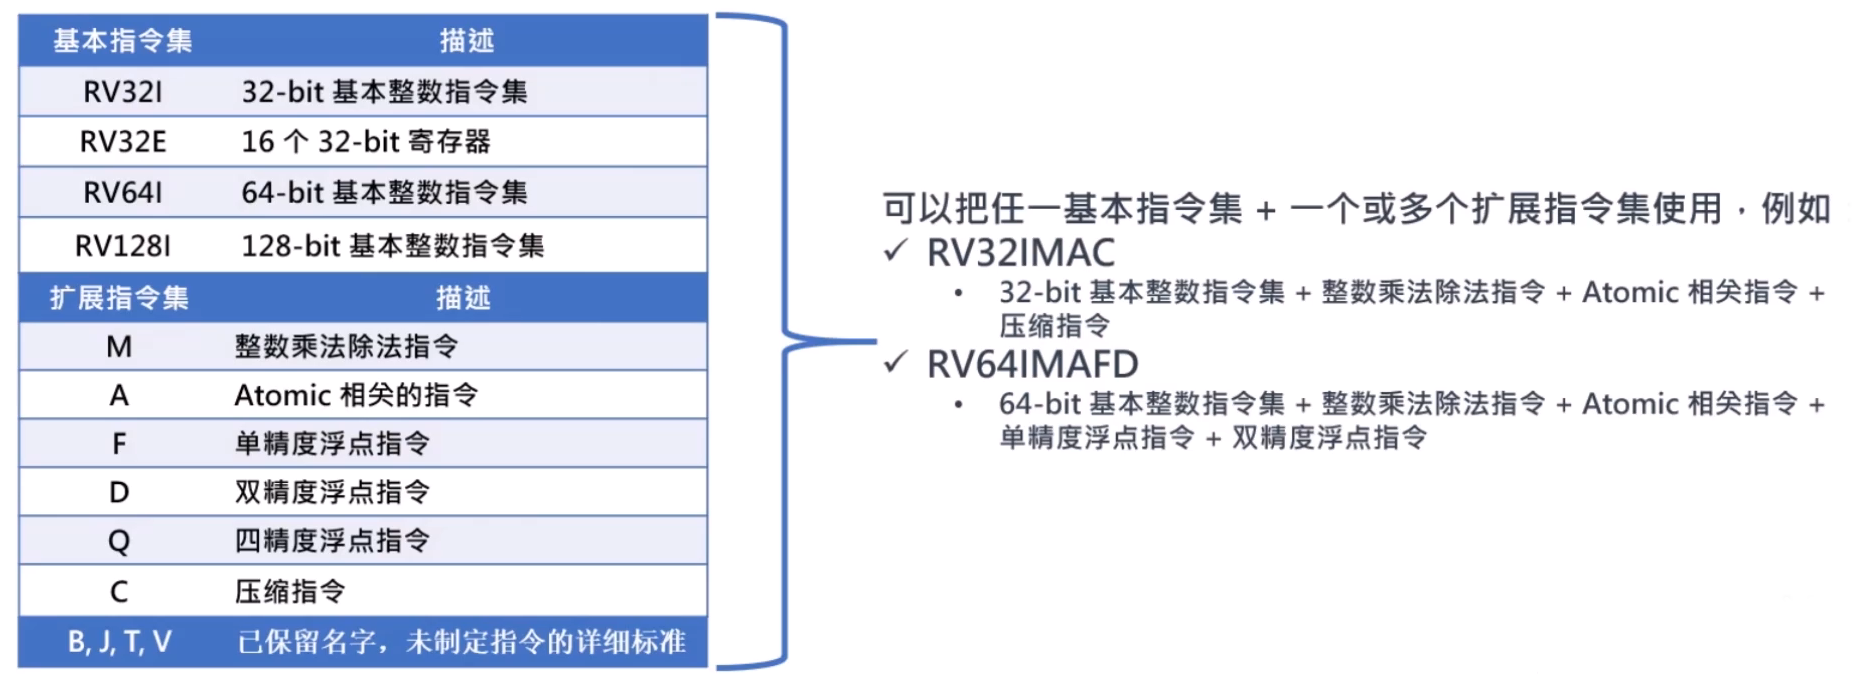 基本指令集 描述
RV32I 32-bit 基本整数指令集
RV32E 16 个 32-bit 寄存器
RV64I 64-bit 基本整数指令集
RV128I 128-bit 基本整数指令集
扩展指令集 描述
M 整数乘法除法指令
A Atomic 相关的指令
F 单精度浮点指令
D 双精度浮点指令
Q 四精度浮点指令
C 压缩指令
B, J, T, V 已保留名字，未制定指令的详细标准
可以把任一基本指令集 + 一个或多个扩展指令集使用，例如
✓ RV32IMAC
• 32-bit 基本整数指令集 + 整数乘法除法指令 + Atomic 相关指令 +
压缩指令
✓ RV64IMAFD
• 64-bit 基本整数指令集 + 整数乘法除法指令 + Atomic 相关指令 +
单精度浮点指令 + 双精度浮点指令